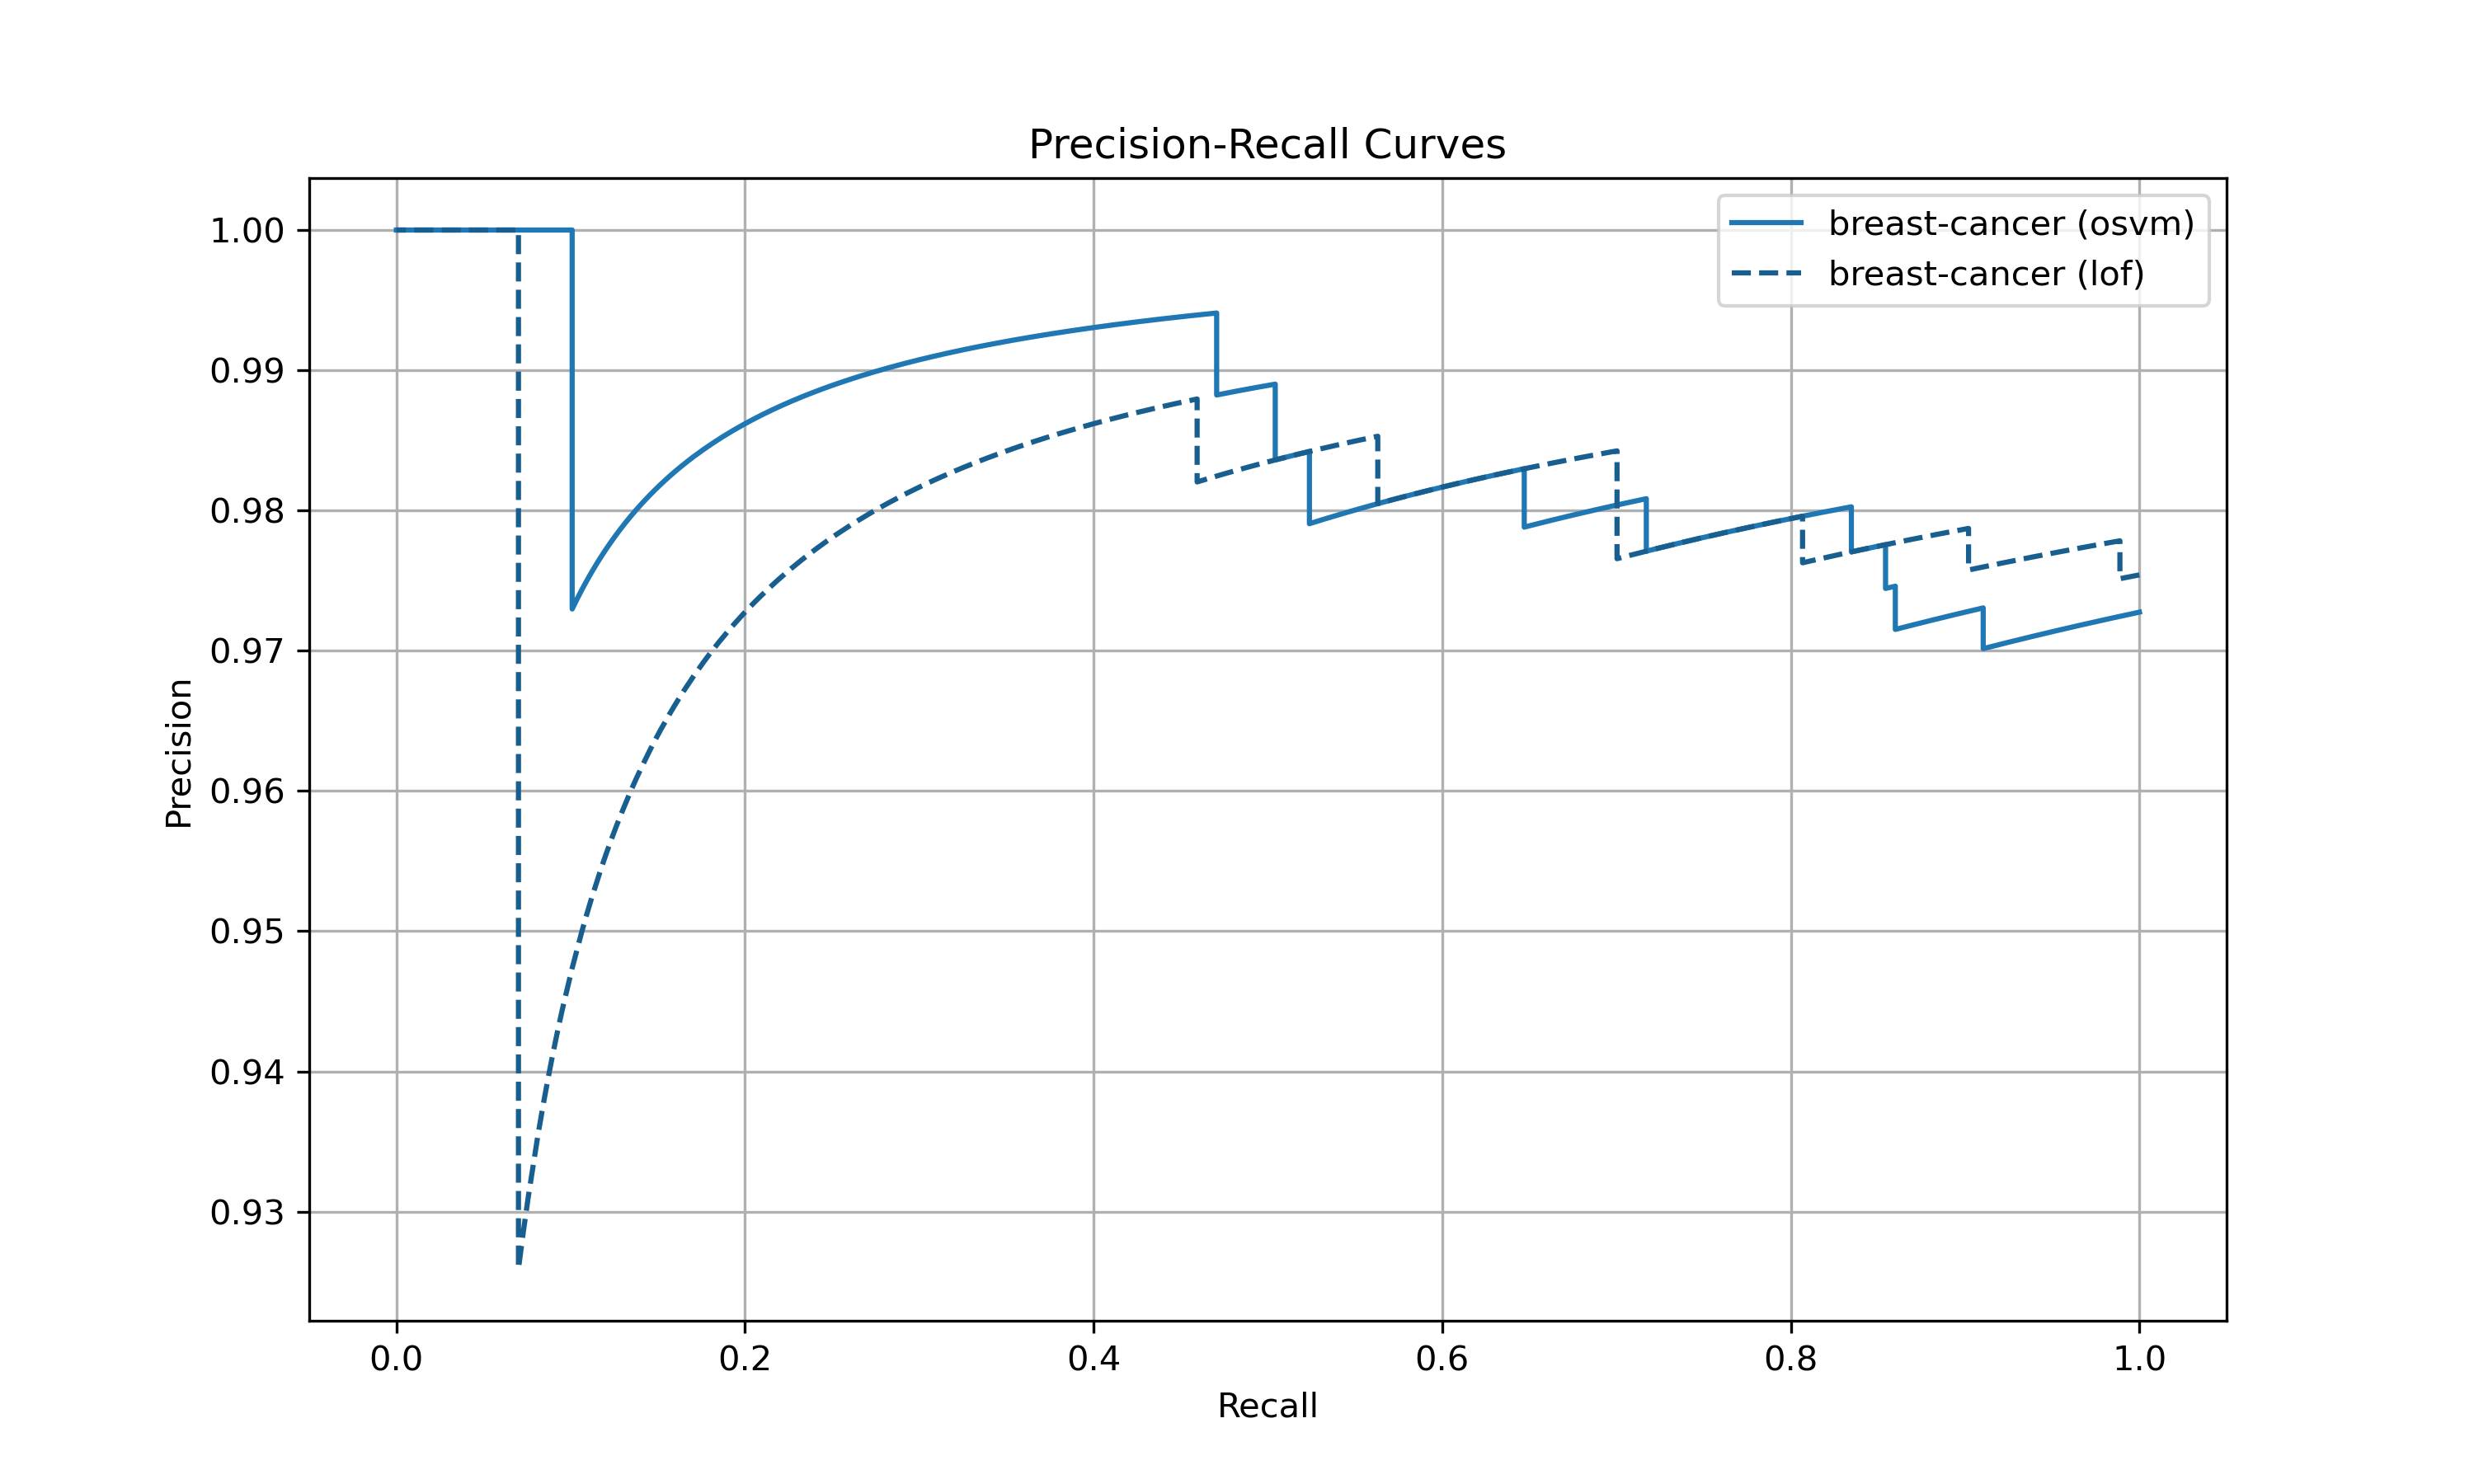 Precision-Recall Curves
breast-cancer (osvm)
breast-cancer (lof)
Precision
1.00
0.99
0.98
0.97
0.96
0.95
0.94
0.93
0.0 0.2 0.4 0.6 0.8 1.0
Recall